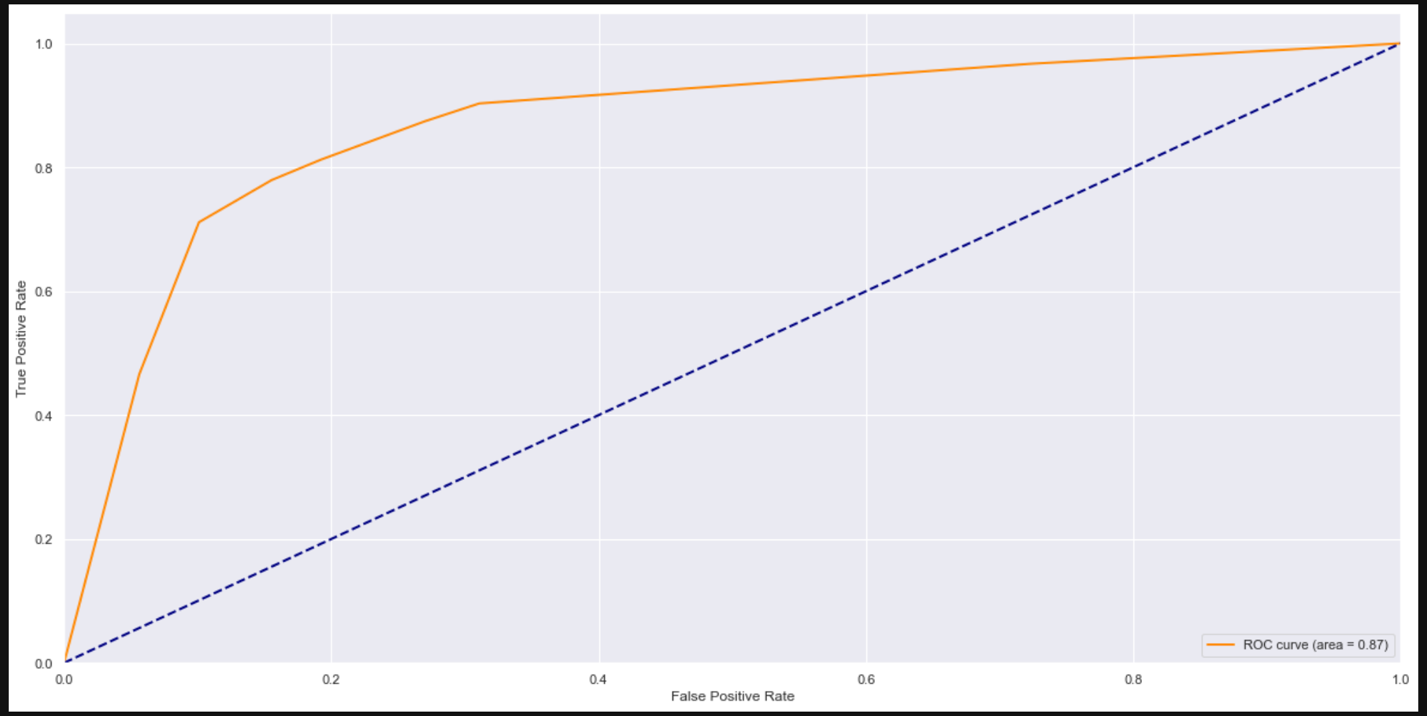 1.0
0.8
0.6
0.4
0.2
0.0
True Positive Rate
ROC curve (area = 0.87)
0.0 0.2 0.4 0.6 0.8 1.0
False Positive Rate